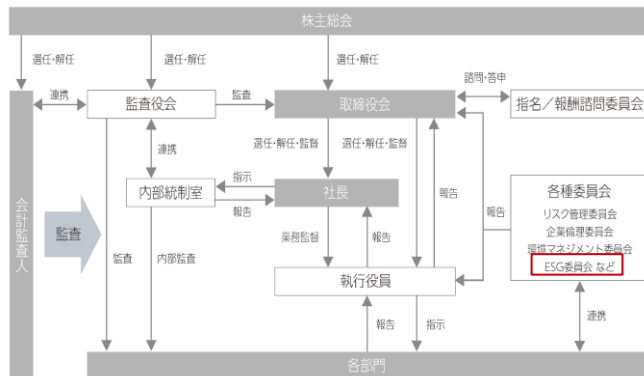 株主総会
選任・解任
選任・解任
選任・解任
諮問・答申
連携
監査役会
監査
取締役会
指名／報酬諮問委員会
連携
選任・解任・監督
選任・解任・監督
指示
内部統制室
社長
報告
報告
報告
各種委員会
リスク管理委員会
企業倫理委員会
環境マネジメント委員会
ESG委員会 など
会計監査人
監査
監査
内部監査
業務監督
報告
執行役員
報告
指示
連携
各部門